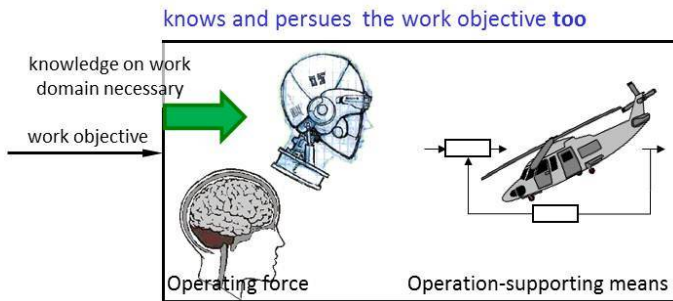 knows and persues the work objective too
knowledge on work
domain necessary
work objective
Operating force
Operation-supporting means